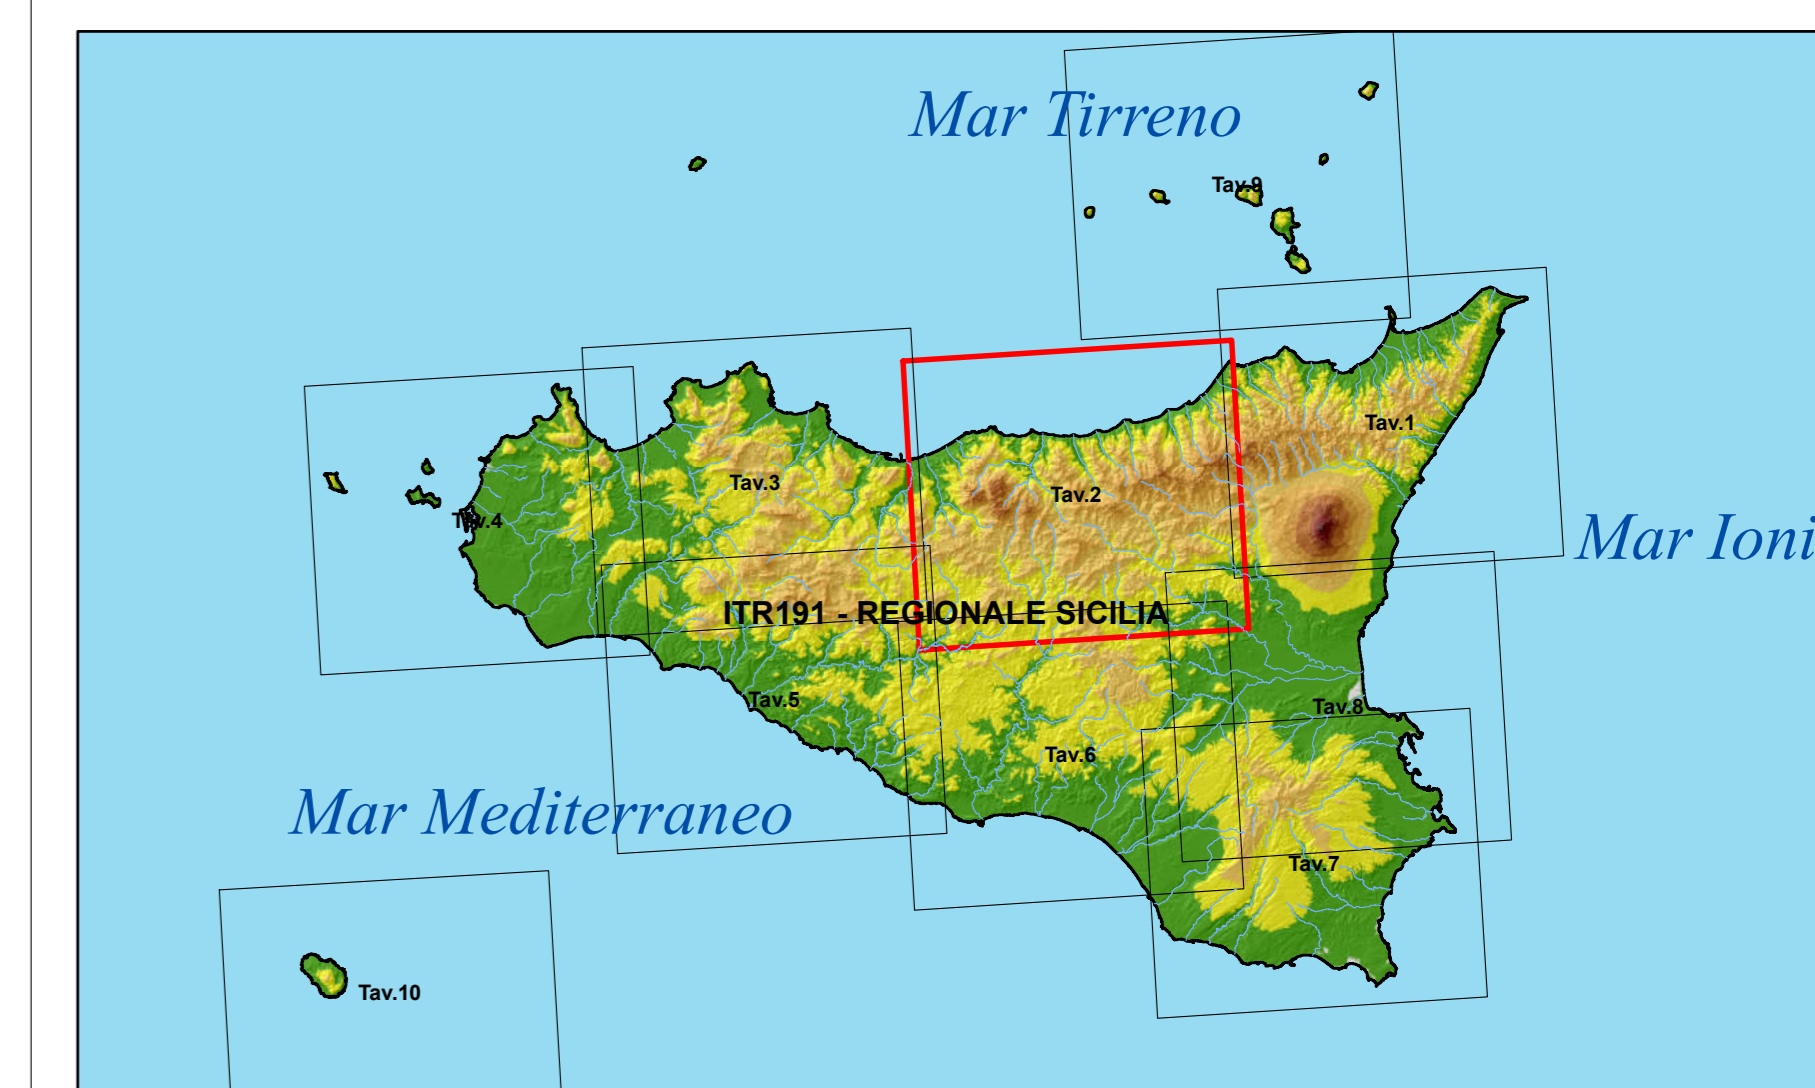 Mar Tirreno
Tav.9
Tav.1
Tav.3
Tav.2
Tav.4
Mar Ioni
ITR191 - REGIONALE SICILIA
Tav.5
Tav.8
Tav.6
Mar Mediterraneo
Tav.7
Tav.10